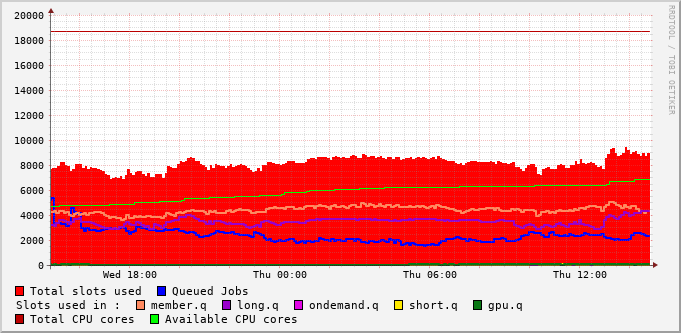 20000
18000
16000
14000
12000
10000
8000
6000
4000
2000
0
Wed 18:00 Thu 00:00 Thu 06:00 Thu 12:00
RRDTOOL / TOBI OETIKER
Total slots used Queued Jobs
Slots used in : member.q long.q ondemand.q short.q gpu.q
Total CPU cores Available CPU cores